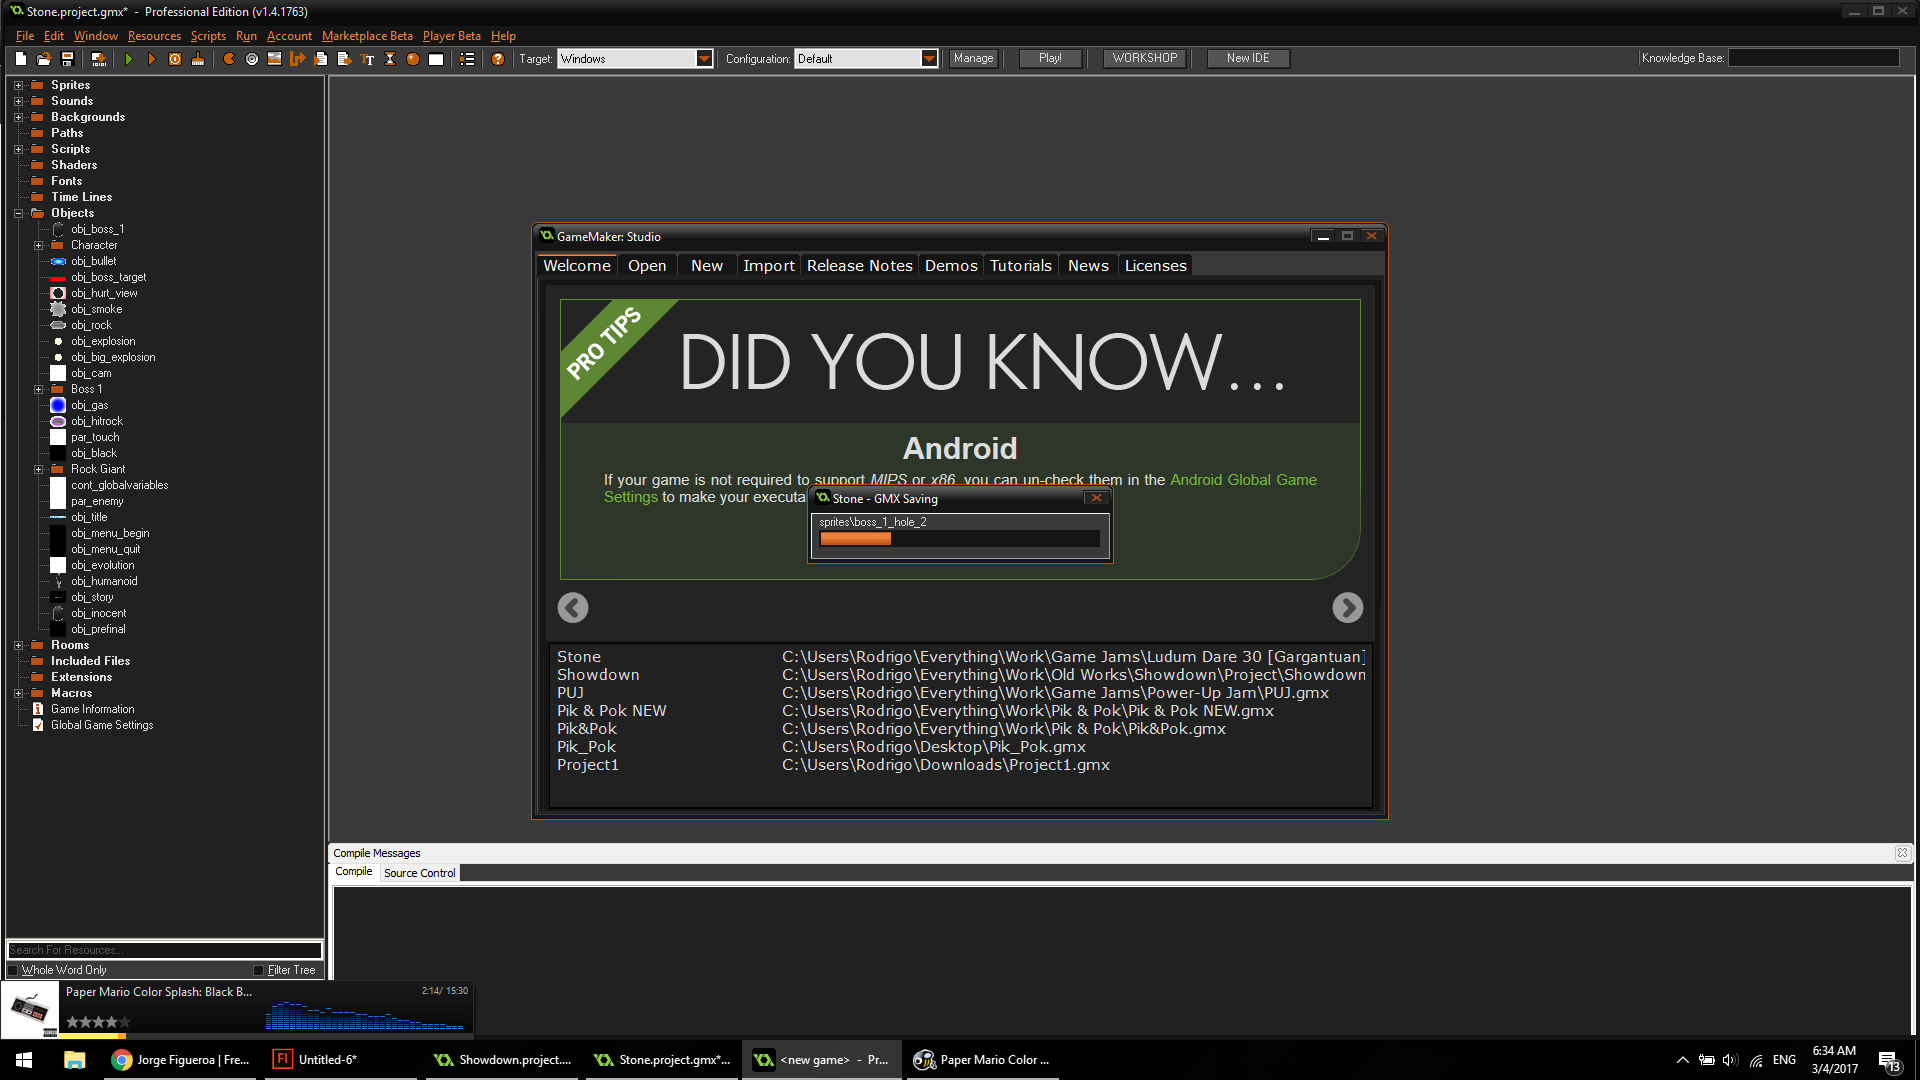 Stone.project.gmx* - Professional Edition (v1.4.1763)
File Edit Window Resources Scripts Run Account Marketplace Beta Player Beta Help
Target: Windows Configuration: Default Manage Play! WORKSHOP New IDE Knowledge Base:
Sprites
Sounds
Backgrounds
Paths
Scripts
Shaders
Fonts
Time Lines
Objects
obj_boss_1
Character
obj_bullet
obj_boss_target
obj_hurt_view
obj_smoke
obj_rock
obj_explosion
obj_big_explosion
obj_cam
Boss 1
obj_gas
obj_hitrock
par_touch
obj_black
Rock Giant
cont_globalvariables
par_enemy
obj_title
obj_menu_begin
obj_menu_quit
obj_evolution
obj_humanoid
obj_story
obj_inocent
obj_prefinal
Rooms
Included Files
Extensions
Macros
Game Information
Global Game Settings
Search For Resources...
Whole Word Only Filter Tree
GameMaker: Studio
Welcome Open New Import Release Notes Demos Tutorials News Licenses
PRO TIPS
DID YOU KNOW...
Android
If your game is not required to support MIPS or x86, you can un-check them in the Android Global Game
Settings to make your executa
Stone - GMX Saving
sprites\boss_1_hole_2
Stone C:\Users\Rodrigo\Everything\Work\Game Jams\Ludum Dare 30 [Gargantuan]
Showdown C:\Users\Rodrigo\Everything\Work\Old Works\Showdown\Project\Showdown
PUJ C:\Users\Rodrigo\Everything\Work\Game Jams\Power-Up Jam\PUJ.gmx
Pik & Pok NEW C:\Users\Rodrigo\Everything\Work\Pik & Pok\Pik & Pok NEW.gmx
Pik&Pok C:\Users\Rodrigo\Everything\Work\Pik & Pok\Pik&Pok.gmx
Pik_Pok C:\Users\Rodrigo\Desktop\Pik_Pok.gmx
Project1 C:\Users\Rodrigo\Downloads\Project1.gmx
Compile Messages
Compile Source Control
Paper Mario Color Splash: Black B... 2:14/ 15:30
Jorge Figueroa | Fre...
Fl Untitled-6*
Showdown.project....
Stone.project.gmx*...
<new game> - Pr...
Paper Mario Color ...
ENG
6:34 AM
3/4/2017
13